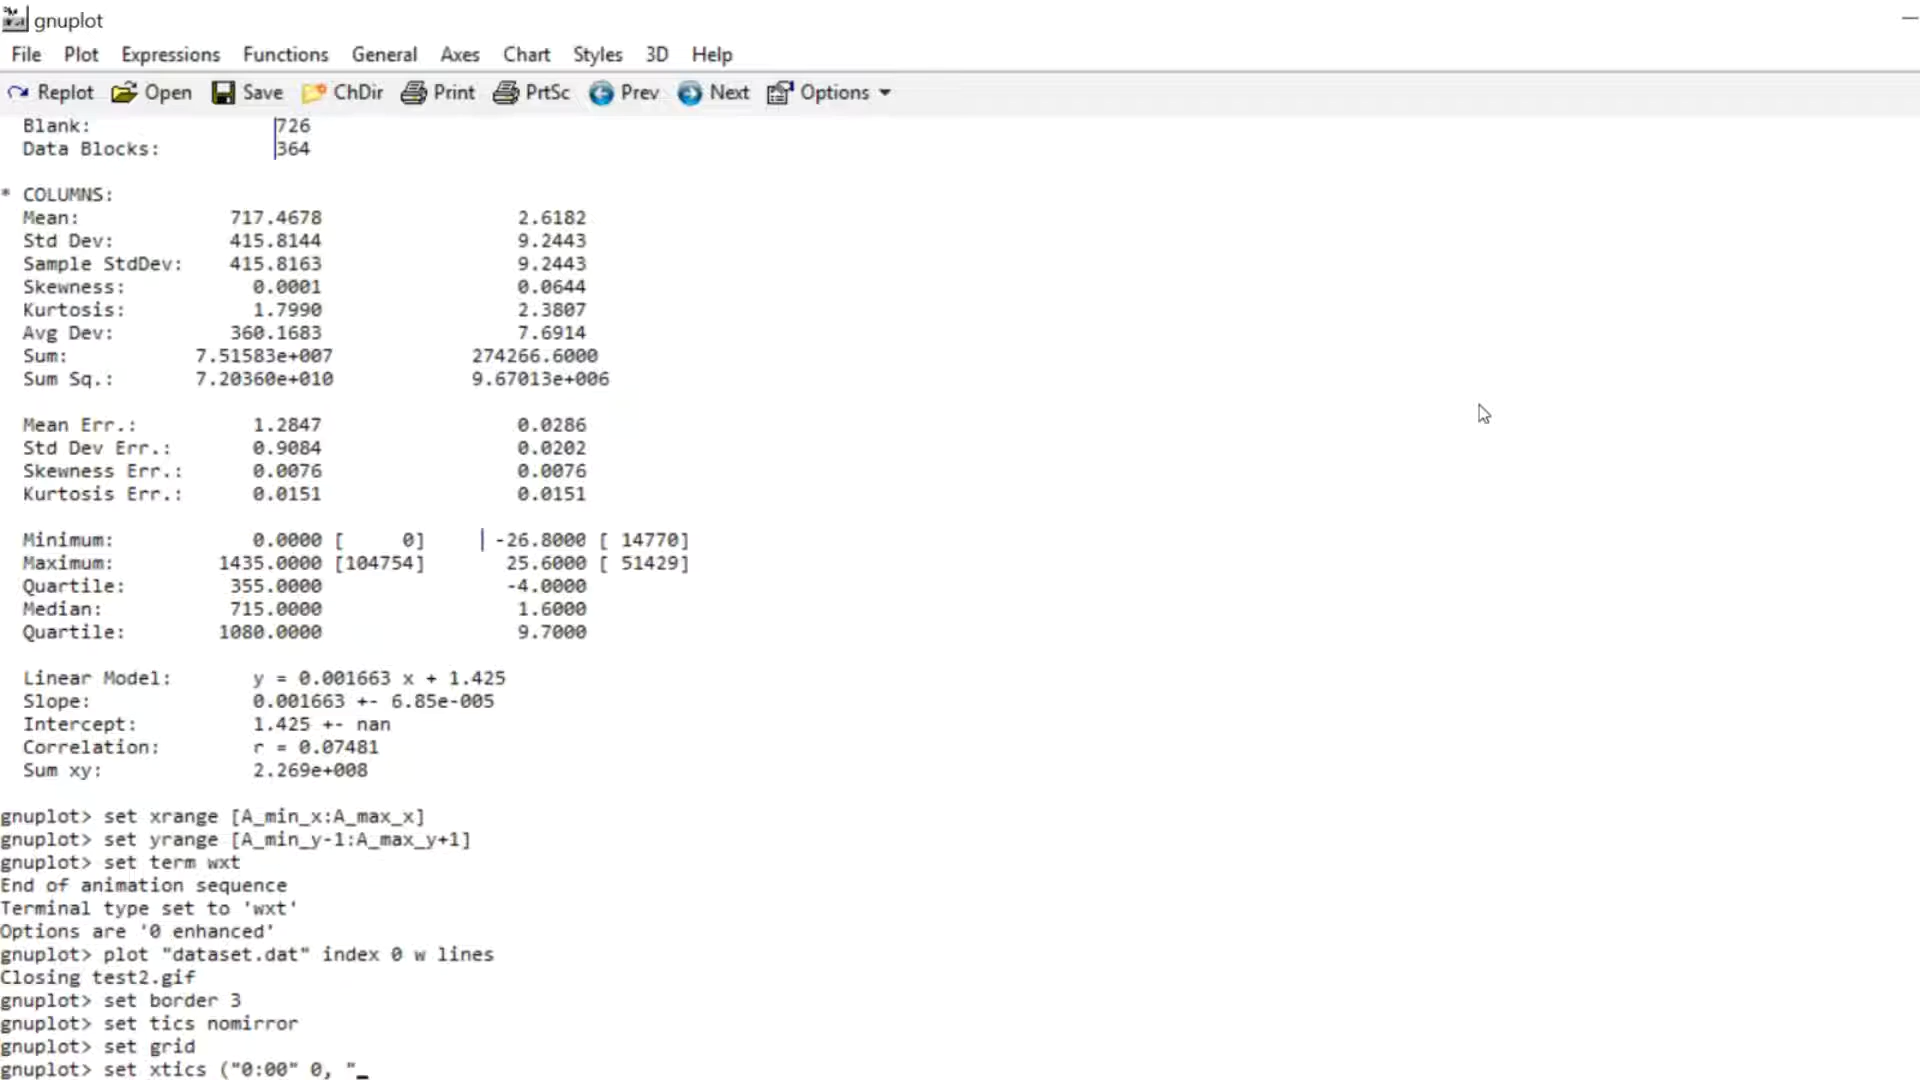 gnuplot
File Plot Expressions Functions General Axes Chart Styles 3D Help
Replot Open Save ChDir Print PrtSc Prev Next Options
Blank: 726
Data Blocks: 364
* COLUMNS:
Mean: 717.4678 2.6182
Std Dev: 415.8144 9.2443
Sample StdDev: 415.8163 9.2443
Skewness: 0.0001 0.0644
Kurtosis: 1.7990 2.3807
Avg Dev: 360.1683 7.6914
Sum: 7.51583e+007 274266.6000
Sum Sq.: 7.20360e+010 9.67013e+006
Mean Err.: 1.2847 0.0286
Std Dev Err.: 0.9084 0.0202
Skewness Err.: 0.0076 0.0076
Kurtosis Err.: 0.0151 0.0151
Minimum: 0.0000 [ 0] -26.8000 [ 14770]
Maximum: 1435.0000 [104754] 25.6000 [ 51429]
Quartile: 355.0000 -4.0000
Median: 715.0000 1.6000
Quartile: 1080.0000 9.7000
Linear Model: y = 0.001663 x + 1.425
Slope: 0.001663 +- 6.85e-005
Intercept: 1.425 +- nan
Correlation: r = 0.07481
Sum xy: 2.269e+008
gnuplot> set xrange [A_min_x:A_max_x]
gnuplot> set yrange [A_min_y-1:A_max_y+1]
gnuplot> set term wxt
End of animation sequence
Terminal type set to 'wxt'
Options are '0 enhanced'
gnuplot> plot "dataset.dat" index 0 w lines
Closing test2.gif
gnuplot> set border 3
gnuplot> set tics nomirror
gnuplot> set grid
gnuplot> set xtics ("0:00" 0, "_